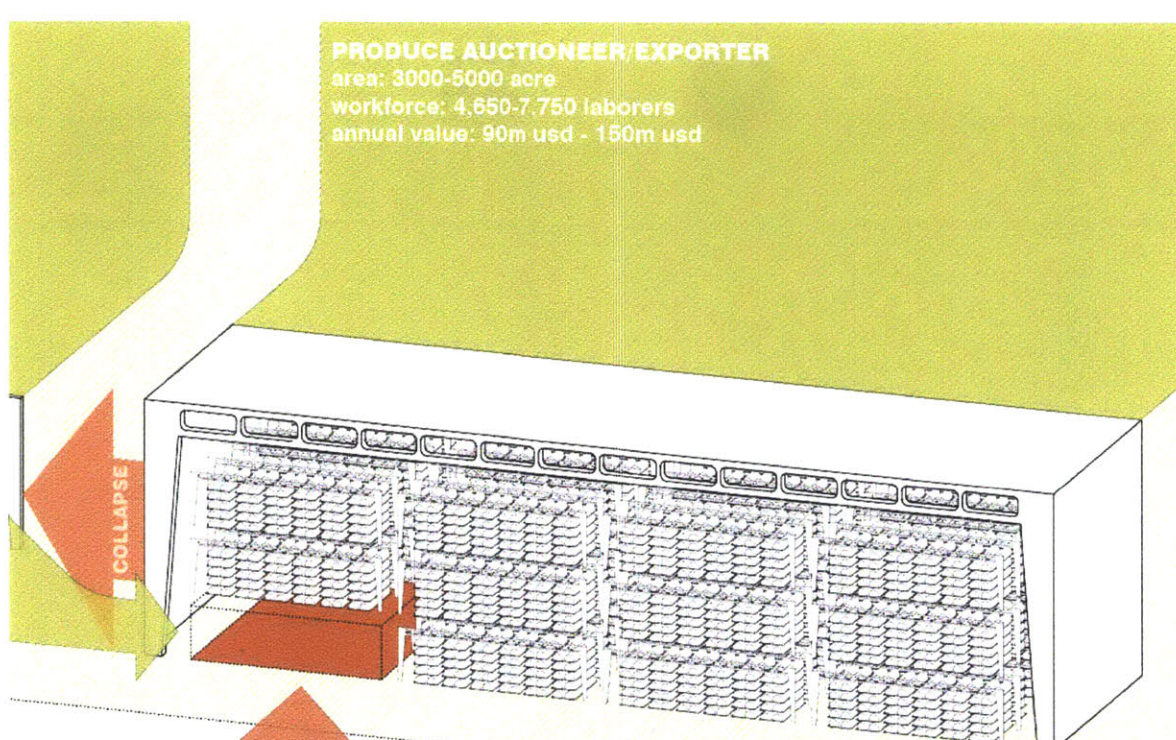 PRODUCE AUCTIONEER/EXPORTER
area: 3000-5000 acre
workforce: 4,650-7,750 laborers
annual value: 90m usd - 150m usd
COLLAPSE